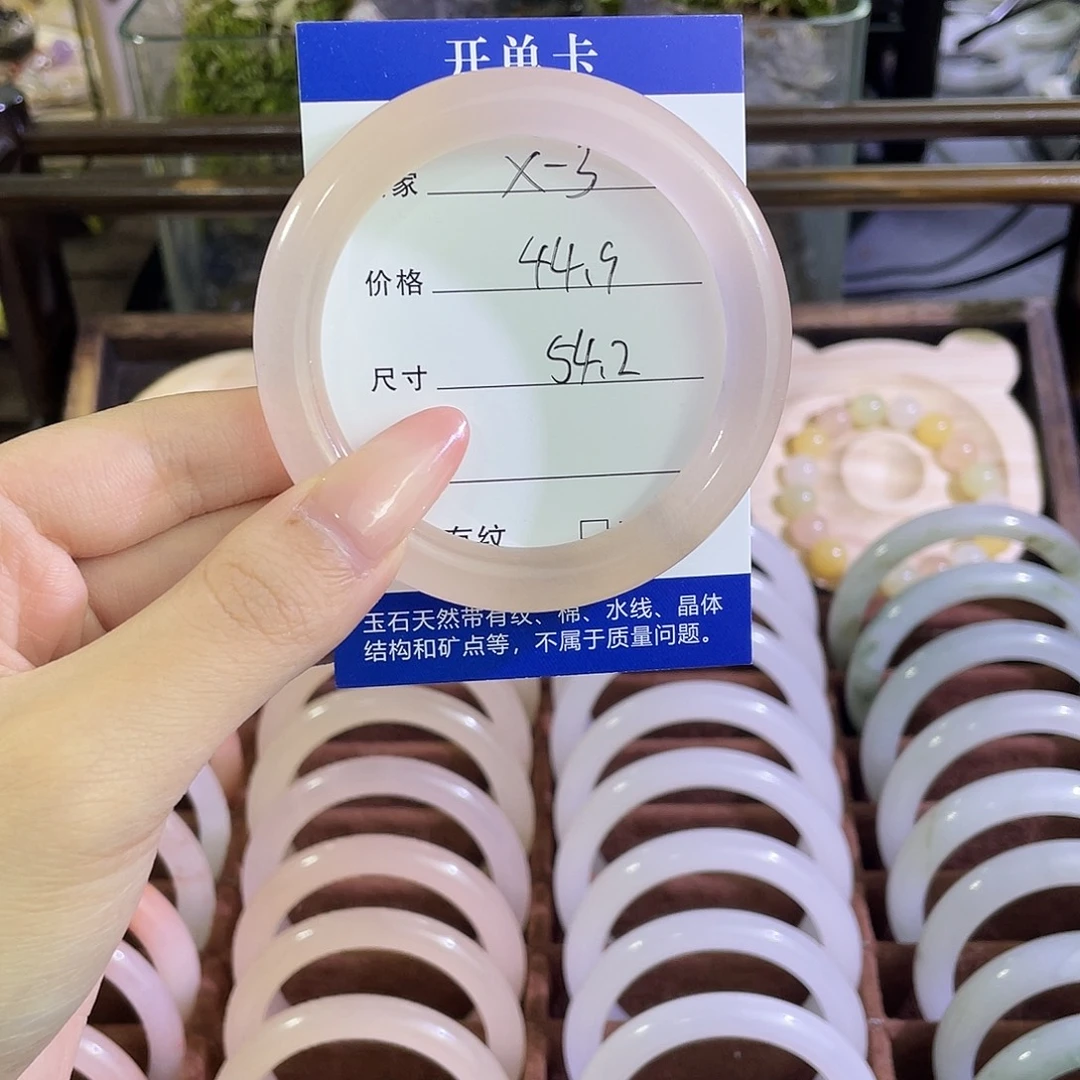 开单卡
家 X-3
价格 44.9
尺寸 54.2
有纹
玉石天然带有纹、棉、水线、晶体
结构和矿点等，不属于质量问题。